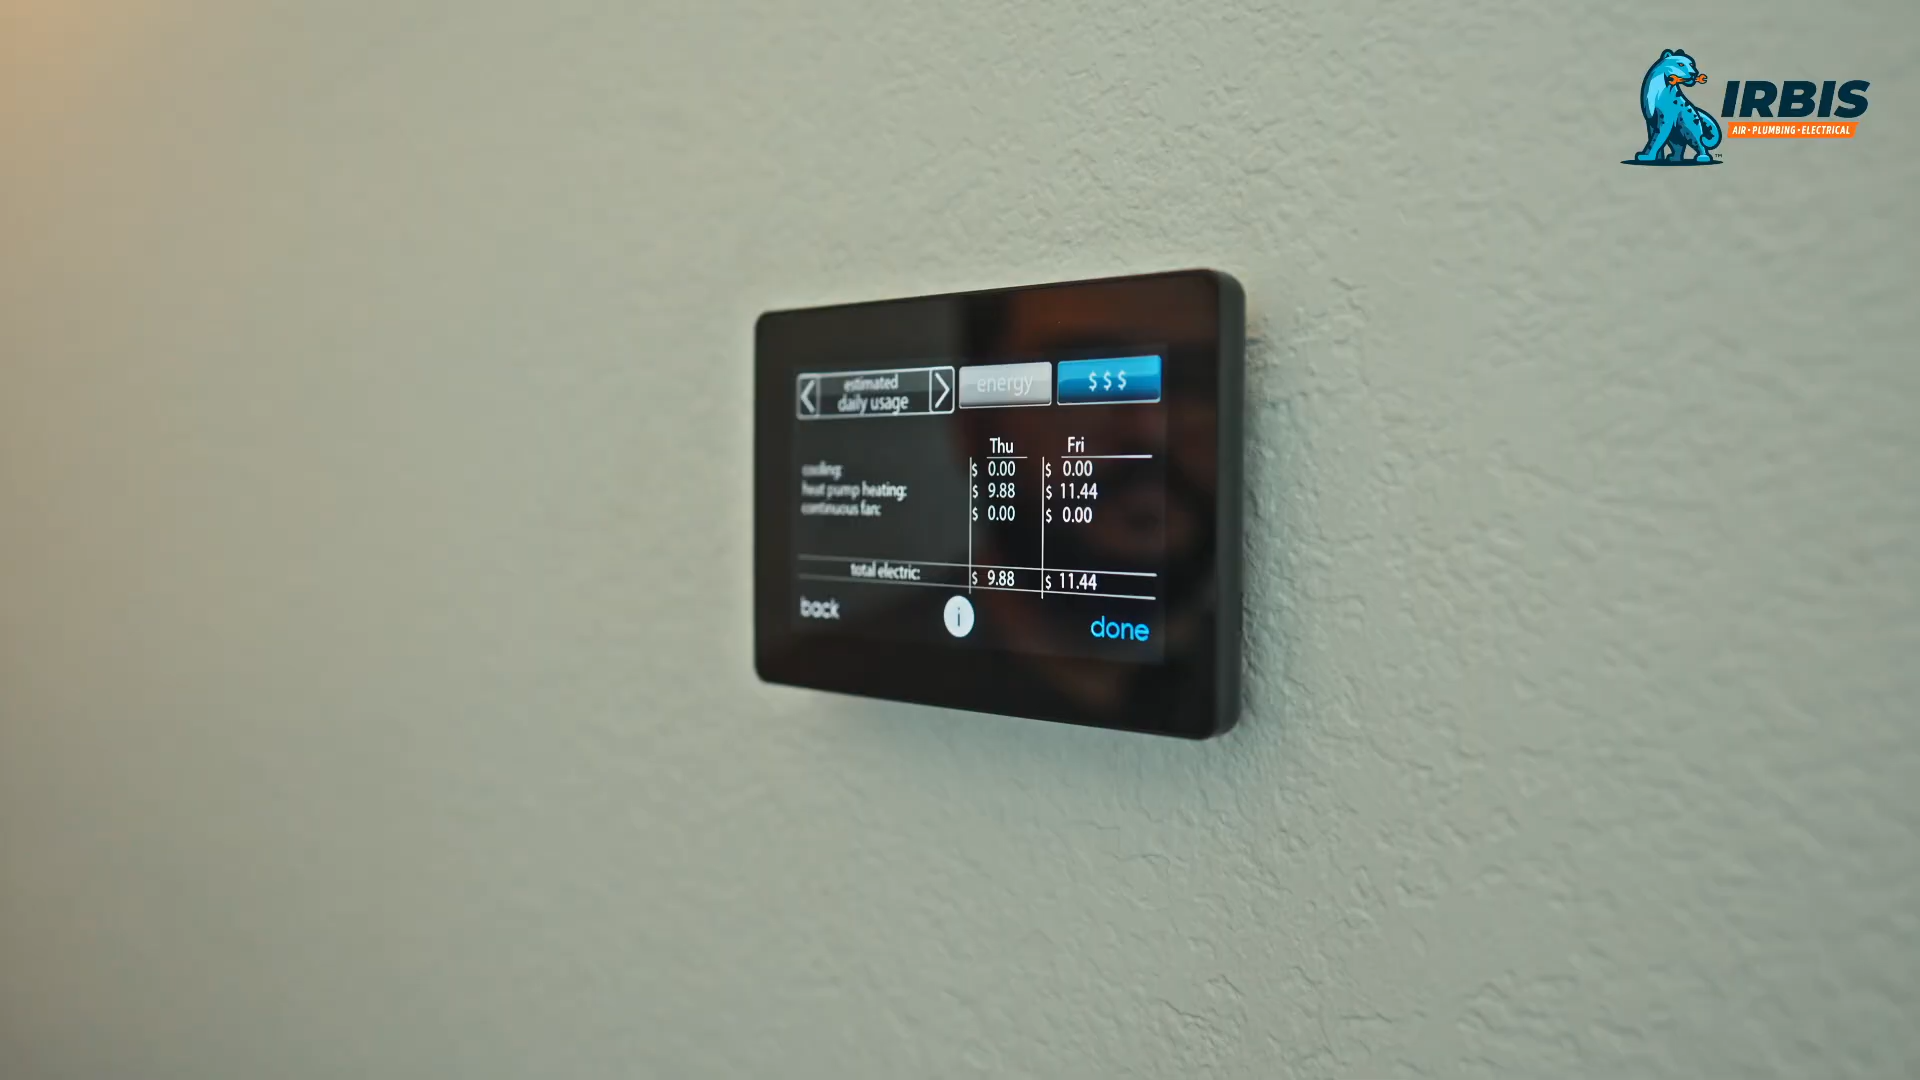 IRBIS
AIR • PLUMBING • ELECTRICAL
™
estimated
daily usage
energy
$ $ $
Thu Fri
cooling: $ 0.00 $ 0.00
heat pump heating: $ 9.88 $ 11.44
continuous fan: $ 0.00 $ 0.00
total electric: $ 9.88 $ 11.44
back i done